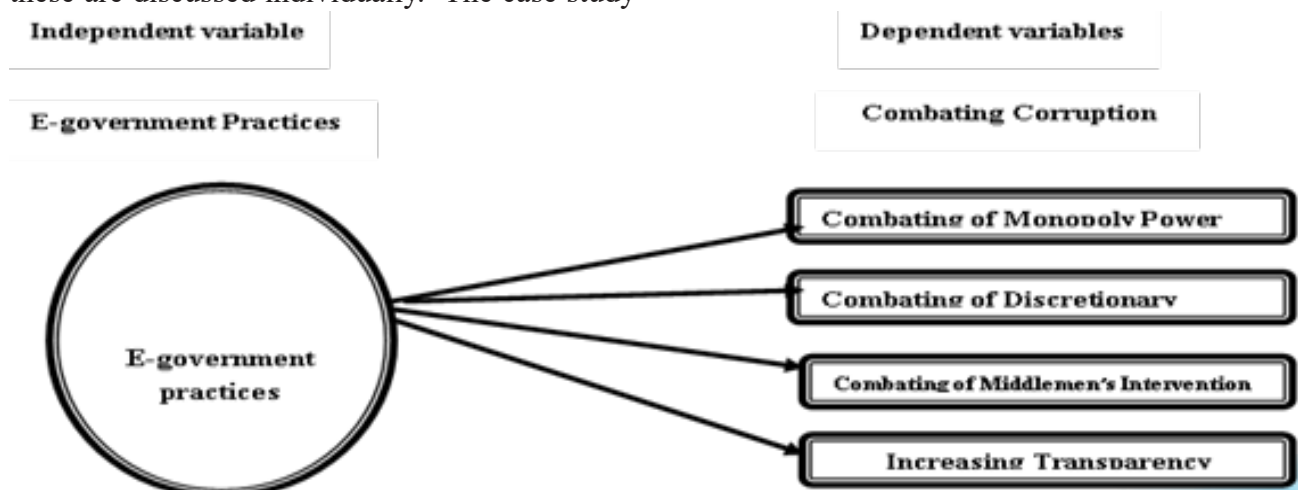 these are discussed individually. The case study
Independent variable
Dependent variables
E-government Practices
Combating Corruption
Combating of Monopoly Power
Combating of Discretionary
Combating of Middlemen's Intervention
E-government
practices
Increasing Transparency